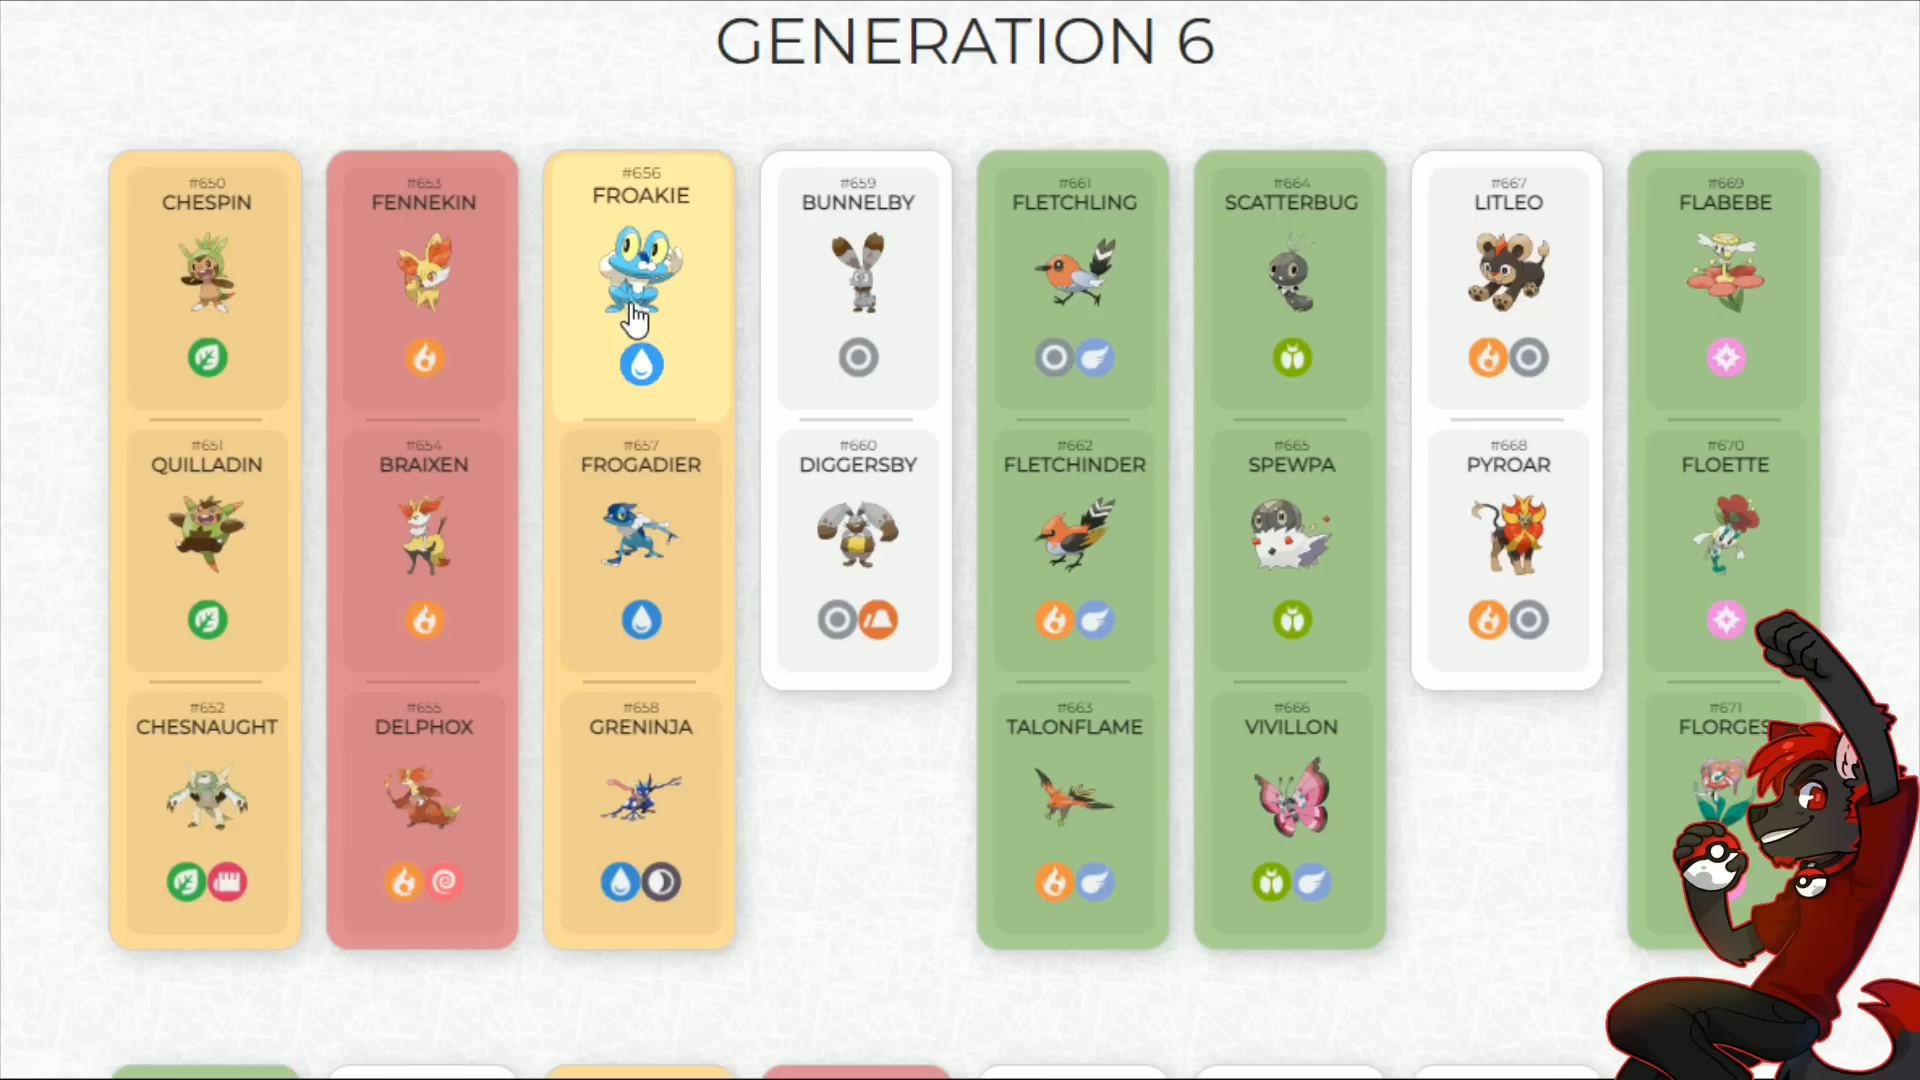 GENERATION 6
#650
CHESPIN
#653
FENNEKIN
#656
FROAKIE
#659
BUNNELBY
#661
FLETCHLING
#664
SCATTERBUG
#667
LITLEO
#669
FLABEBE
#651
QUILLADIN
#654
BRAIXEN
#657
FROGADIER
#660
DIGGERSBY
#662
FLETCHINDER
#665
SPEWPA
#668
PYROAR
#670
FLOETTE
#652
CHESNAUGHT
#655
DELPHOX
#658
GRENINJA
#663
TALONFLAME
#666
VIVILLON
#671
FLORGES